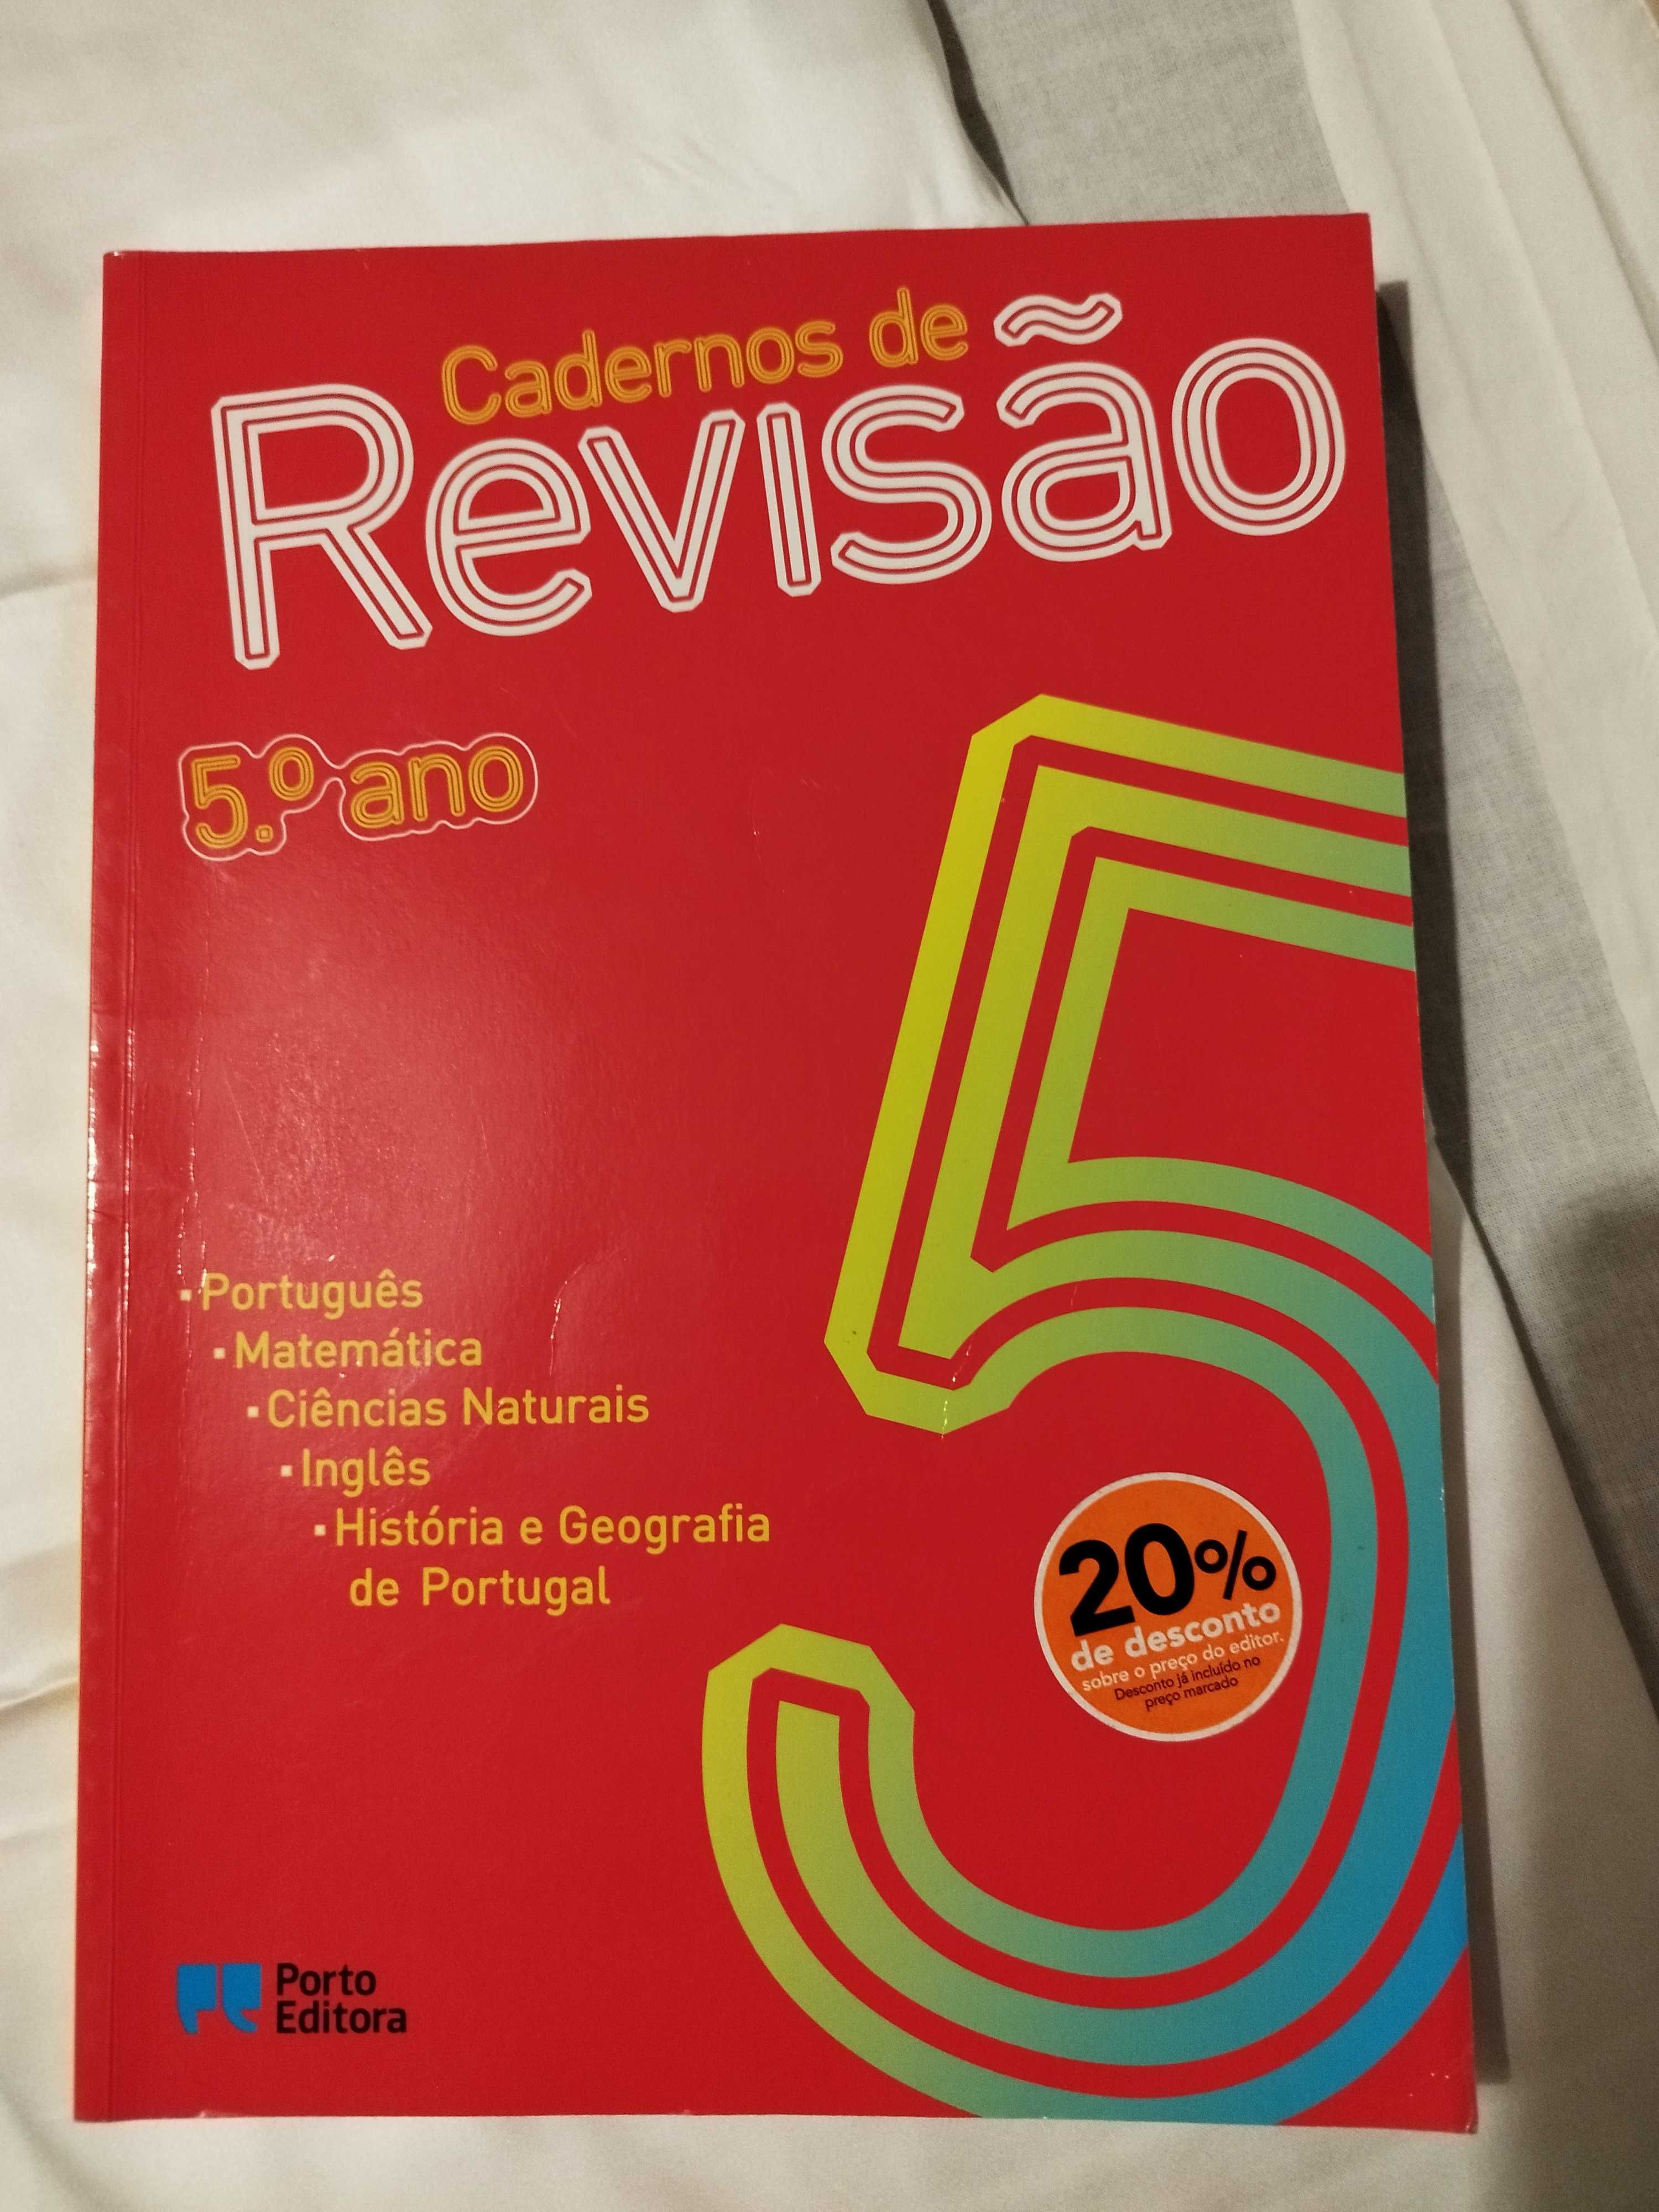 Cadernos de
Revisão
5.º ano
▪ Português
▪ Matemática
▪ Ciências Naturais
▪ Inglês
▪ História e Geografia
de Portugal
5
20%
de desconto
sobre o preço do editor.
Desconto já incluído no
preço marcado
Porto
Editora